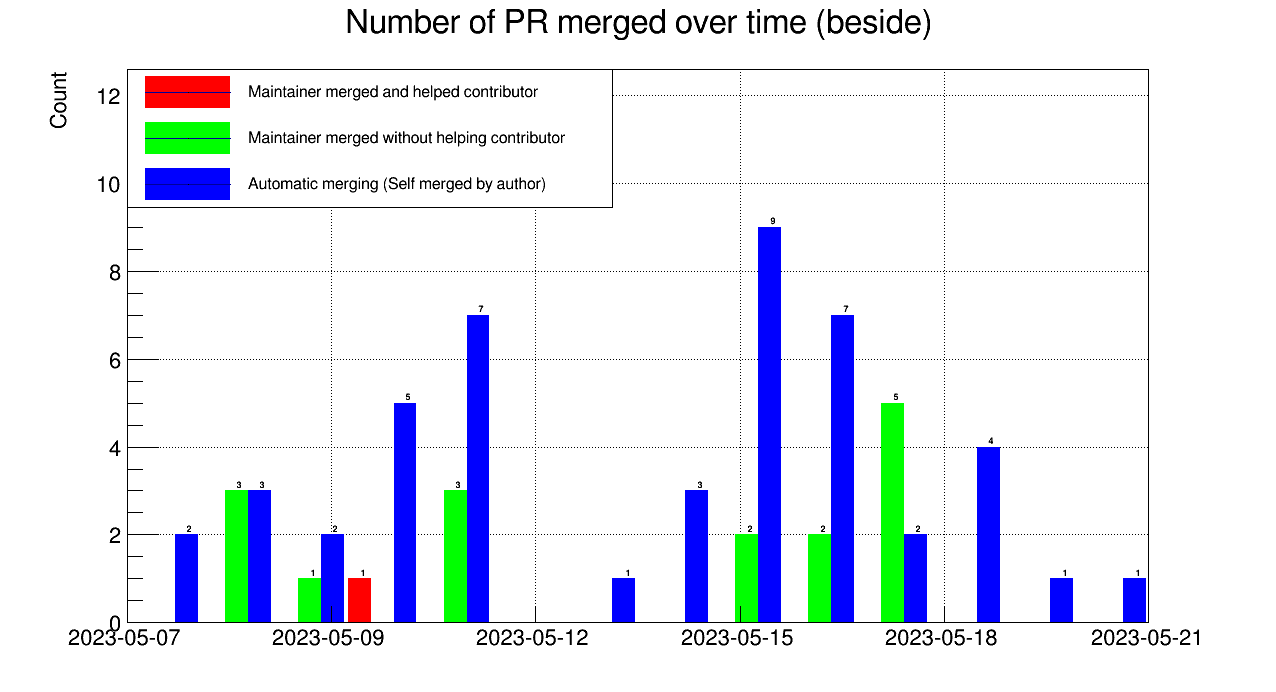 Number of PR merged over time (beside)
Count
Maintainer merged and helped contributor
Maintainer merged without helping contributor
Automatic merging (Self merged by author)
12
10
8
6
4
2
0
2 3 3 1 2 1 5 3 7 1 3 2 9 2 7 5 2 4 1 1
2023-05-07 2023-05-09 2023-05-12 2023-05-15 2023-05-18 2023-05-21